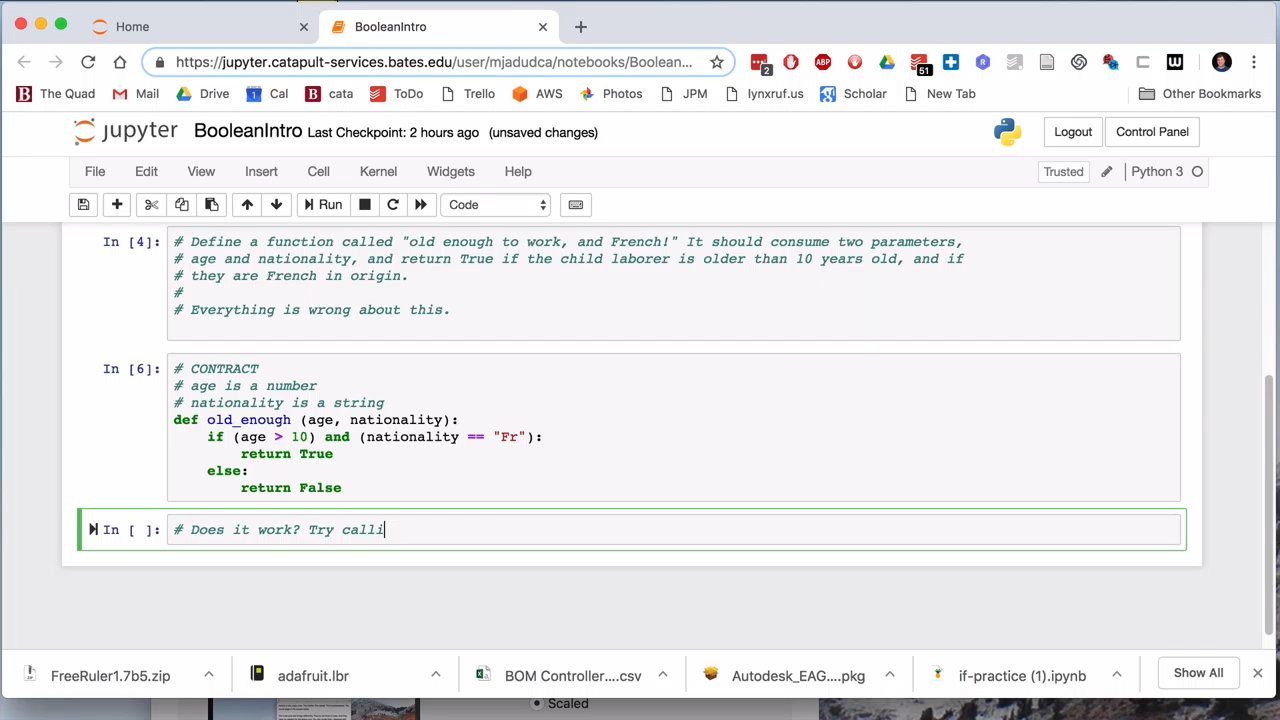 Home
BooleanIntro
https://jupyter.catapult-services.bates.edu/user/mjadudca/notebooks/Boolean...
2
ABP
51
The Quad
Mail
Drive
Cal
cata
ToDo
Trello
AWS
Photos
JPM
lynxruf.us
Scholar
New Tab
Other Bookmarks
jupyter BooleanIntro Last Checkpoint: 2 hours ago (unsaved changes)
Logout
Control Panel
File
Edit
View
Insert
Cell
Kernel
Widgets
Help
Trusted
Python 3
Run
Code
In [4]:
# Define a function called "old enough to work, and French!" It should consume two parameters,
# age and nationality, and return True if the child laborer is older than 10 years old, and if
# they are French in origin.
#
# Everything is wrong about this.
In [6]:
# CONTRACT
# age is a number
# nationality is a string
def old_enough (age, nationality):
if (age > 10) and (nationality == "Fr"):
return True
else:
return False
In [ ]:
# Does it work? Try calli
FreeRuler1.7b5.zip
adafruit.lbr
BOM Controller....csv
Autodesk_EAG....pkg
if-practice (1).ipynb
Show All
Scaled